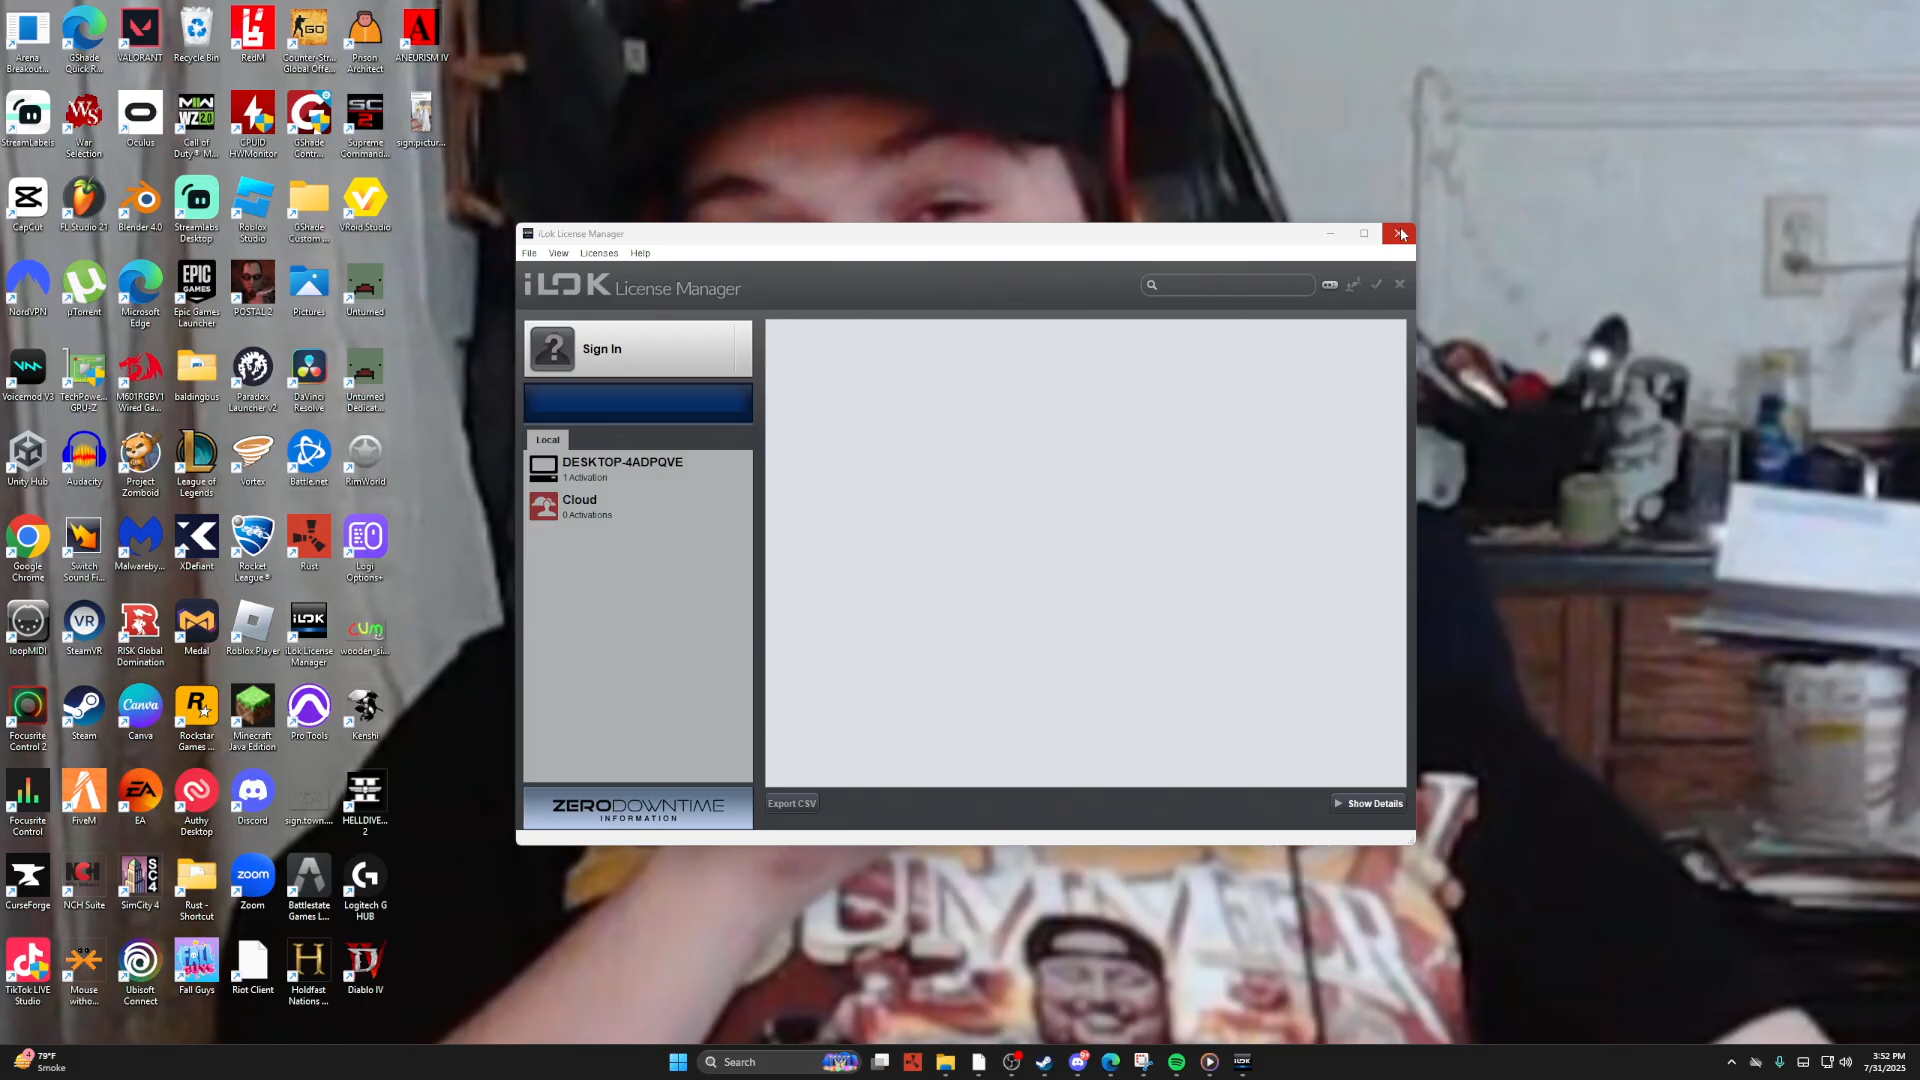 Arena
Breakout...
GShade
Quick R...
VALORANT
Recycle Bin
RedM
Counter-Str...
Global Offe...
Prison
Architect
ANEURISM IV
StreamLabels
War
Selection
Oculus
Call of
Duty® M...
CPUID
HWMonitor
GShade
Contr...
Supreme
Command...
sign.pictur...
CapCut
FL Studio 21
Blender 4.0
Streamlabs
Desktop
Roblox
Studio
GShade
Custom ...
VRoid Studio
NordVPN
µTorrent
Microsoft
Edge
Epic Games
Launcher
POSTAL 2
Pictures
Unturned
Voicemod V3
TechPowe...
GPU-Z
M601RGBV1
Wired Ga...
baldingbus
Paradox
Launcher v2
DaVinci
Resolve
Unturned
Dedicat...
Unity Hub
Audacity
Project
Zomboid
League of
Legends
Vortex
Battle.net
RimWorld
Google
Chrome
Switch
Sound Fi...
Malwareby...
XDefiant
Rocket
League®
Rust
Logi
Options+
loopMIDI
SteamVR
RISK Global
Domination
Medal
Roblox Player
iLok License
Manager
wooden_si...
Focusrite
Control 2
Steam
Canva
Rockstar
Games ...
Minecraft
Java Edition
Pro Tools
Kenshi
Focusrite
Control
FiveM
EA
Authy
Desktop
Discord
sign.town....
HELLDIVE...
2
CurseForge
NCH Suite
SimCity 4
Rust -
Shortcut
Zoom
Battlestate
Games L...
Logitech G
HUB
TikTok LIVE
Studio
Mouse
witho...
Ubisoft
Connect
Fall Guys
Riot Client
Holdfast
Nations ...
Diablo IV
iLok License Manager
File View Licenses Help
iLOK License Manager
Sign In
Local
DESKTOP-4ADPQVE
1 Activation
Cloud
0 Activations
ZERODOWNTIME
INFORMATION
Export CSV
Show Details
79°F
Smoke
Search
3:52 PM
7/31/2025